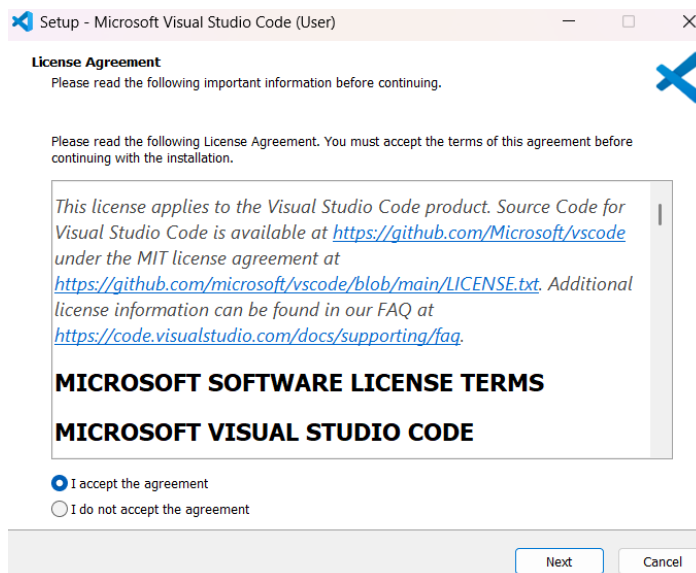 Setup - Microsoft Visual Studio Code (User)
License Agreement
Please read the following important information before continuing.
Please read the following License Agreement. You must accept the terms of this agreement before
continuing with the installation.
This license applies to the Visual Studio Code product. Source Code for
Visual Studio Code is available at https://github.com/Microsoft/vscode
under the MIT license agreement at
https://github.com/microsoft/vscode/blob/main/LICENSE.txt. Additional
license information can be found in our FAQ at
https://code.visualstudio.com/docs/supporting/faq.
MICROSOFT SOFTWARE LICENSE TERMS
MICROSOFT VISUAL STUDIO CODE
I accept the agreement
I do not accept the agreement
Next
Cancel